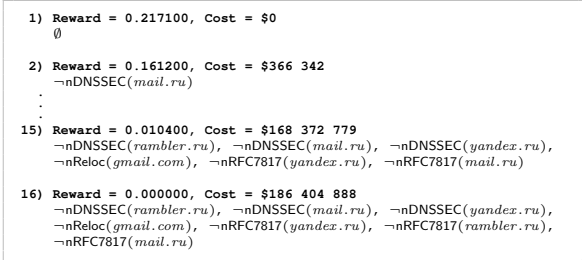 1) Reward = 0.217100, Cost = $0
∅
2) Reward = 0.161200, Cost = $366 342
¬nDNSSEC(mail.ru)
.
.
.
15) Reward = 0.010400, Cost = $168 372 779
¬nDNSSEC(rambler.ru), ¬nDNSSEC(mail.ru), ¬nDNSSEC(yandex.ru),
¬nReloc(gmail.com), ¬nRFC7817(yandex.ru), ¬nRFC7817(mail.ru)
16) Reward = 0.000000, Cost = $186 404 888
¬nDNSSEC(rambler.ru), ¬nDNSSEC(mail.ru), ¬nDNSSEC(yandex.ru),
¬nReloc(gmail.com), ¬nRFC7817(yandex.ru), ¬nRFC7817(rambler.ru),
¬nRFC7817(mail.ru)